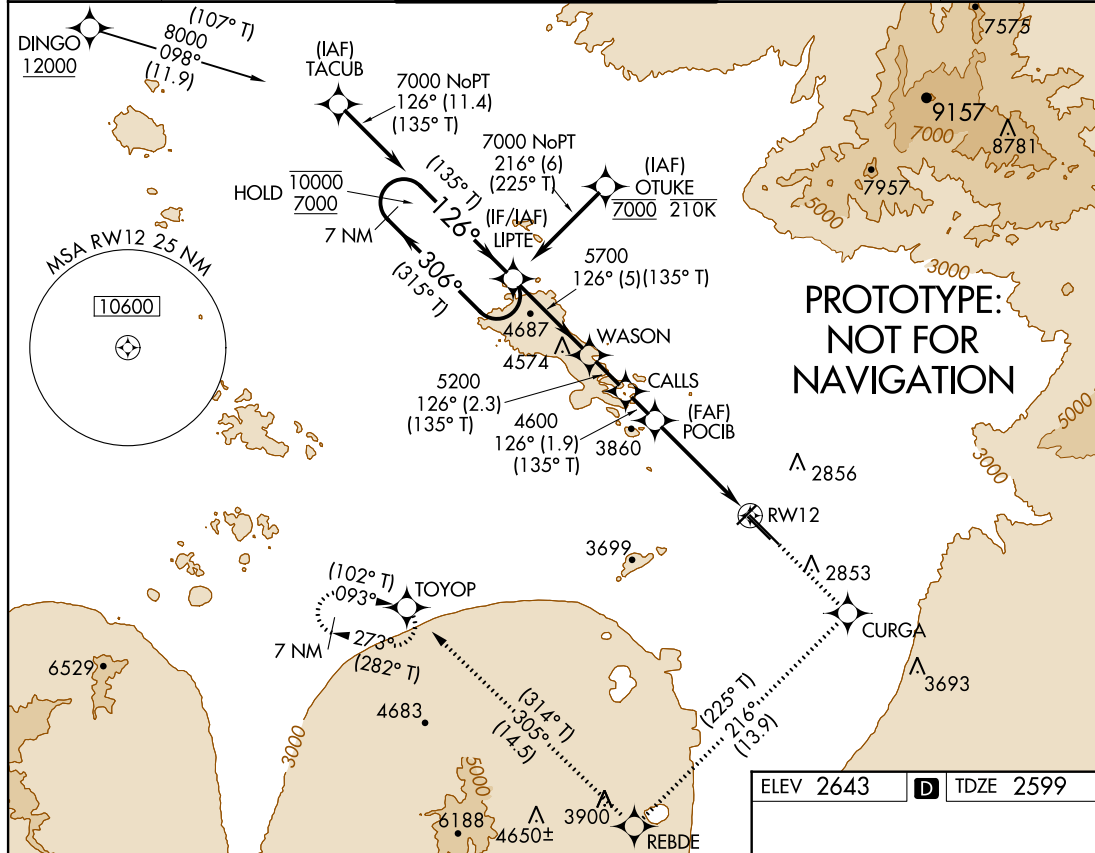 (107° T)
8000
098°
(11.9)
DINGO
12000
(IAF)
TACUB
7000 NoPT
126° (11.4)
(135° T)
7000 NoPT
216° (6)
(225° T)
(IAF)
OTUKE
7000 210K
HOLD
10000
7000
7 NM
(135° T)
126°
306°
(315° T)
(IF/IAF)
LIPTE
5700
126° (5)(135° T)
7575
9157
7000
8781
7957
5000
3000
MSA RW12 25 NM
10600
PROTOTYPE:
NOT FOR
NAVIGATION
4687
4574
WASON
5200
126° (2.3)
(135° T)
CALLS
4600
126° (1.9)
(135° T)
(FAF)
POCIB
3860
5000
3000
2856
RW12
3699
2853
(102° T)
093°
TOYOP
7 NM
273°
(282° T)
CURGA
6529
3693
4683
(314° T)
305°
(14.5)
(225° T)
216°
(13.9)
3000
5000
6188
4650±
3900
REBDE
ELEV 2643 D TDZE 2599